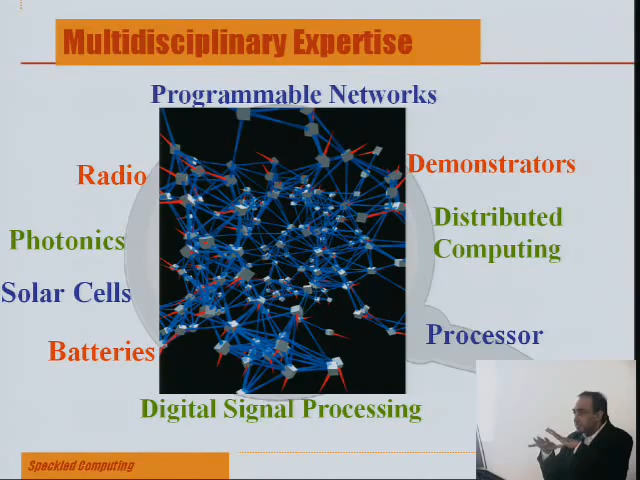 Multidisciplinary Expertise
Programmable Networks
Radio
Demonstrators
Photonics
Distributed
Computing
Solar Cells
Processor
Batteries
Digital Signal Processing
Speckled Computing